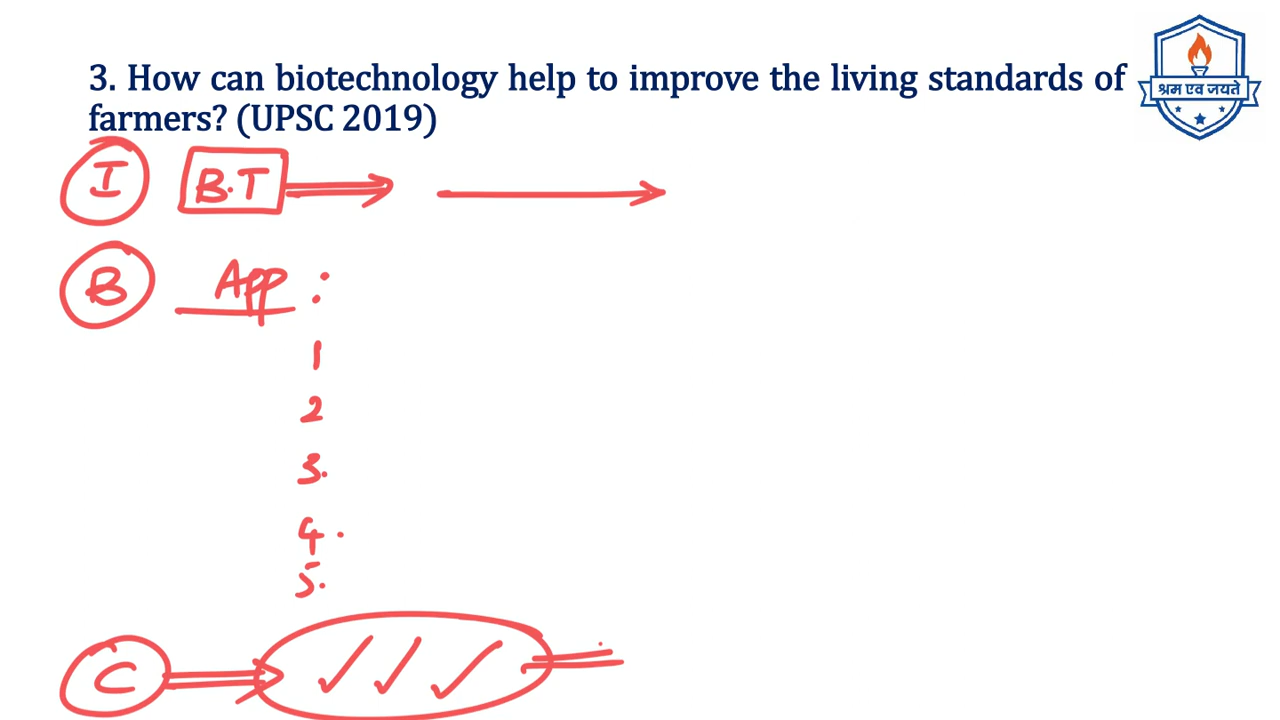 3. How can biotechnology help to improve the living standards of
farmers? (UPSC 2019)
श्रम एव जयते
I B.T
B App :
1
2
3.
4.
5.
C